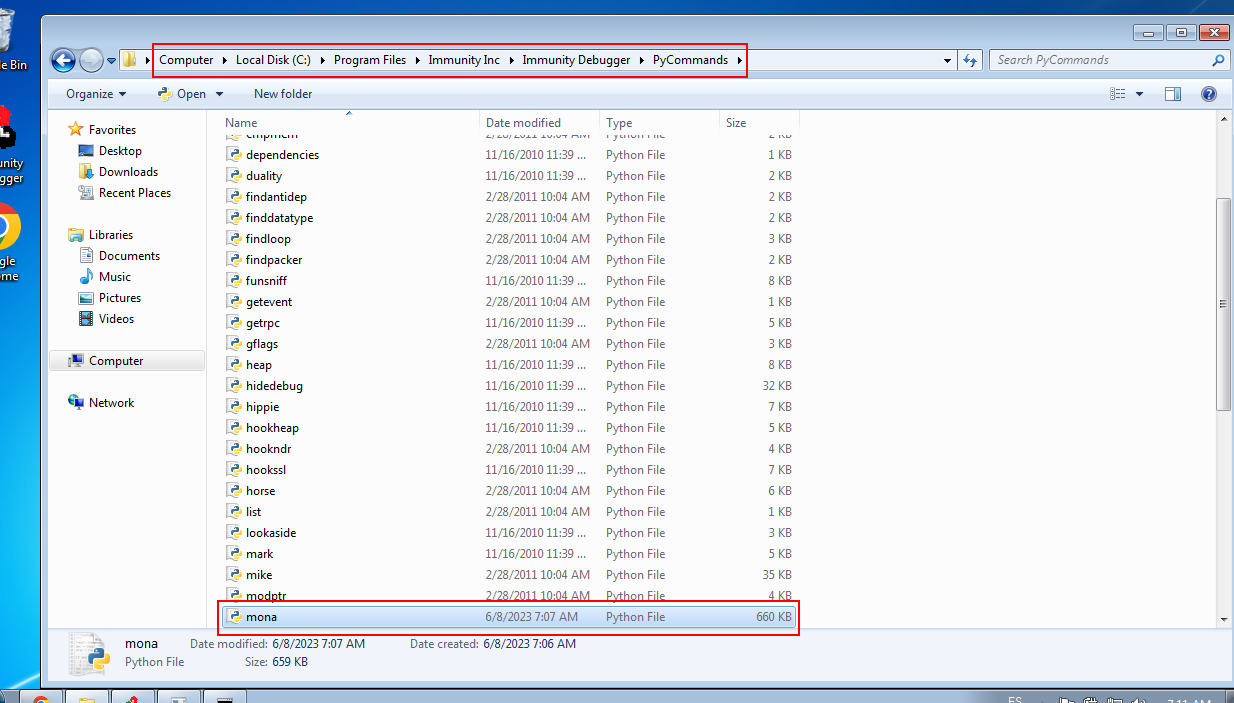 Computer Local Disk (C:) Program Files Immunity Inc Immunity Debugger PyCommands Search PyCommands
Organize Open New folder
Name Date modified Type Size
cmpmem 2/28/2011 10:04 AM Python File 2 KB
Favorites
dependencies 11/16/2010 11:39 ... Python File 1 KB
Desktop
duality 11/16/2010 11:39 ... Python File 2 KB
Downloads
findantidep 2/28/2011 10:04 AM Python File 2 KB
Recent Places
finddatatype 2/28/2011 10:04 AM Python File 2 KB
Libraries
findloop 2/28/2011 10:04 AM Python File 3 KB
Documents
findpacker 2/28/2011 10:04 AM Python File 2 KB
Music
funsniff 11/16/2010 11:39 ... Python File 8 KB
Pictures
getevent 2/28/2011 10:04 AM Python File 1 KB
Videos
getrpc 11/16/2010 11:39 ... Python File 5 KB
gflags 2/28/2011 10:04 AM Python File 3 KB
Computer
heap 11/16/2010 11:39 ... Python File 8 KB
hidedebug 11/16/2010 11:39 ... Python File 32 KB
Network
hippie 11/16/2010 11:39 ... Python File 7 KB
hookheap 11/16/2010 11:39 ... Python File 5 KB
hookndr 2/28/2011 10:04 AM Python File 4 KB
hookssl 11/16/2010 11:39 ... Python File 7 KB
horse 2/28/2011 10:04 AM Python File 6 KB
list 2/28/2011 10:04 AM Python File 1 KB
lookaside 11/16/2010 11:39 ... Python File 3 KB
mark 11/16/2010 11:39 ... Python File 5 KB
mike 2/28/2011 10:04 AM Python File 35 KB
modptr 2/28/2011 10:04 AM Python File 4 KB
mona 6/8/2023 7:07 AM Python File 660 KB
mona Date modified: 6/8/2023 7:07 AM Date created: 6/8/2023 7:06 AM
Python File Size: 659 KB
le Bin
unity
gger
gle
me
ES 7:11 AM